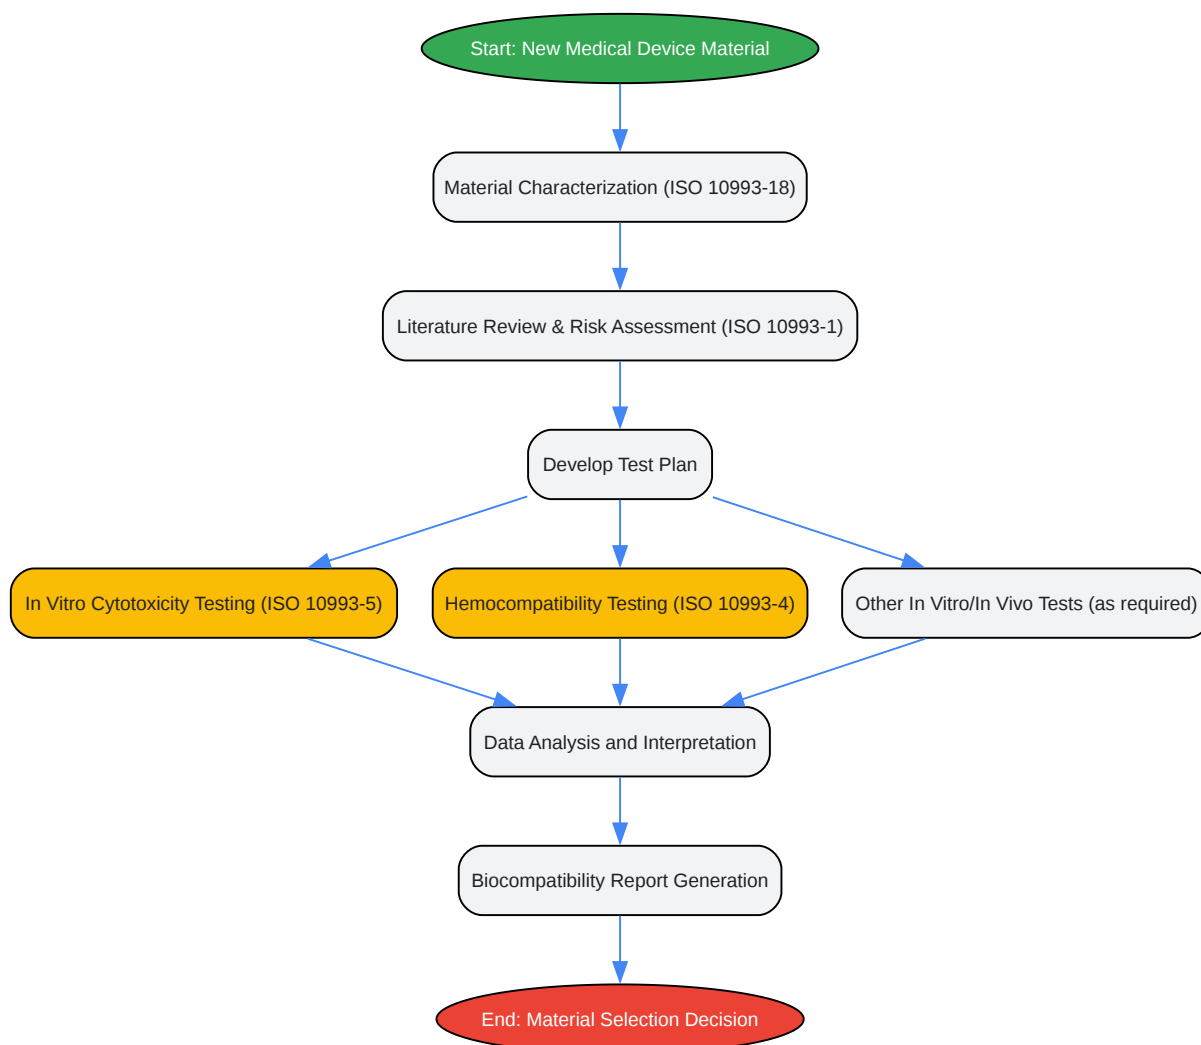 Start: New Medical Device Material
Material Characterization (ISO 10993-18)
Literature Review & Risk Assessment (ISO 10993-1)
Develop Test Plan
In Vitro Cytotoxicity Testing (ISO 10993-5)
Hemocompatibility Testing (ISO 10993-4)
Other In Vitro/In Vivo Tests (as required)
Data Analysis and Interpretation
Biocompatibility Report Generation
End: Material Selection Decision